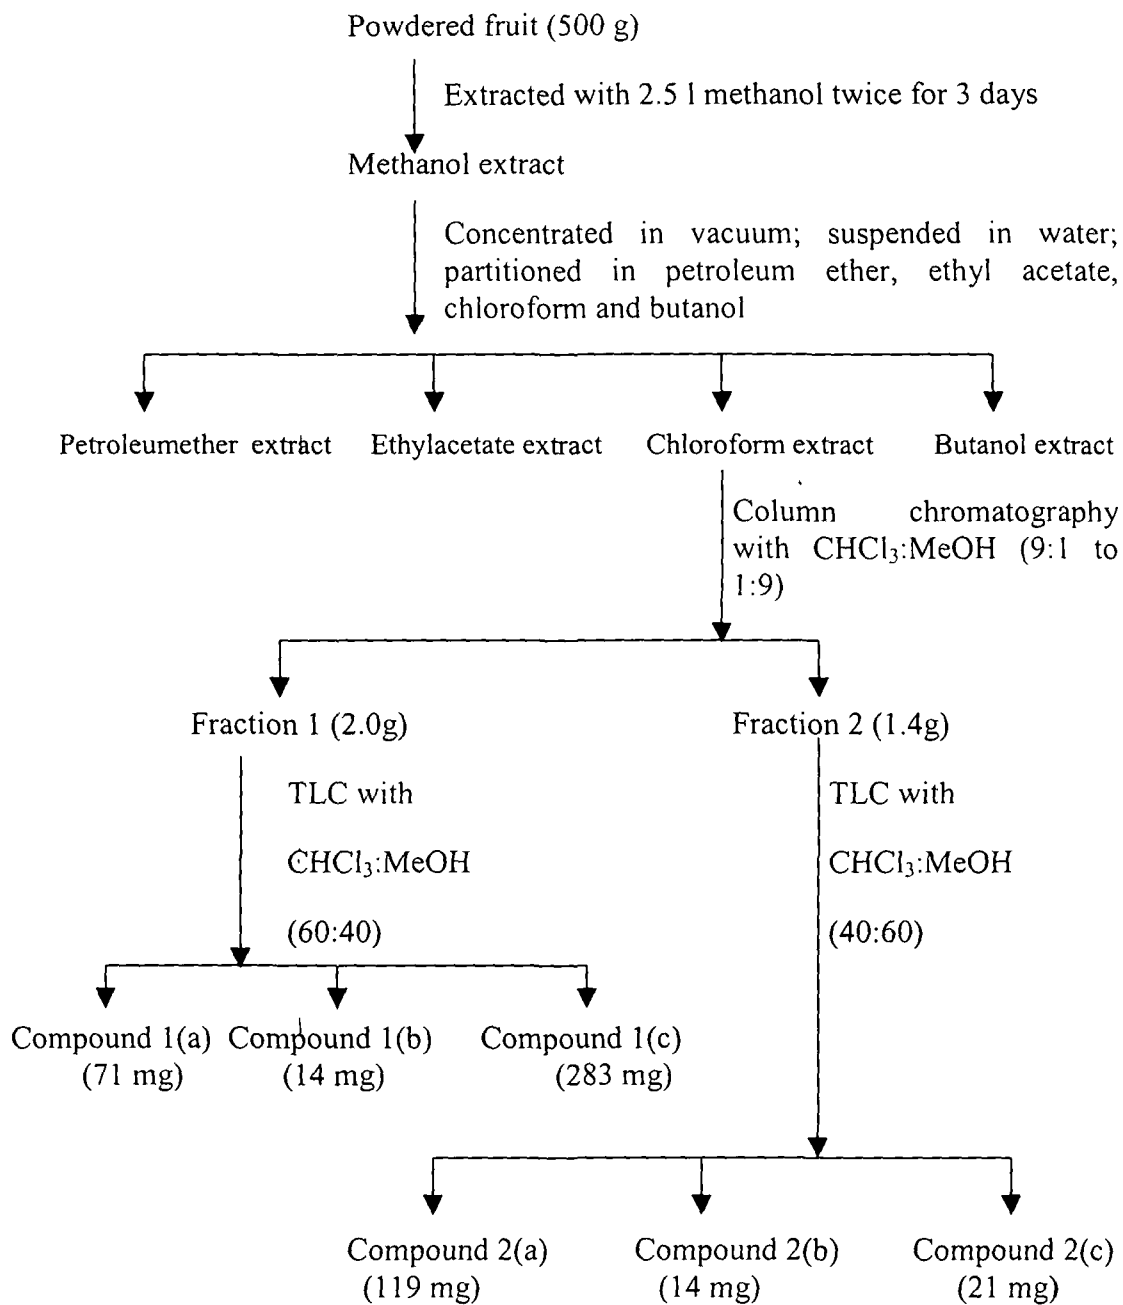 Powdered fruit (500 g)
Extracted with 2.5 l methanol twice for 3 days
Methanol extract
Concentrated in vacuum; suspended in water;
partitioned in petroleum ether, ethyl acetate,
chloroform and butanol
Petroleumether extract Ethylacetate extract Chloroform extract Butanol extract
Column chromatography
with CHCl₃:MeOH (9:1 to
1:9)
Fraction 1 (2.0g) Fraction 2 (1.4g)
TLC with
CHCl₃:MeOH
(60:40)
TLC with
CHCl₃:MeOH
(40:60)
Compound 1(a) Compound 1(b) Compound 1(c)
(71 mg) (14 mg) (283 mg)
Compound 2(a) Compound 2(b) Compound 2(c)
(119 mg) (14 mg) (21 mg)